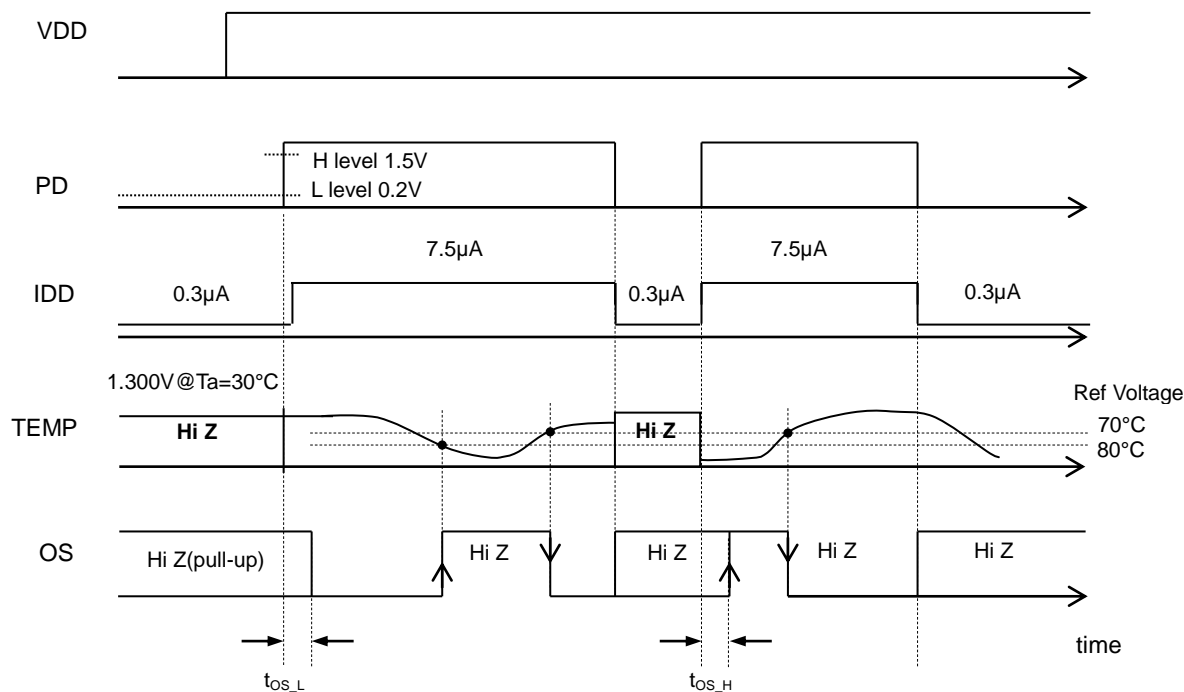 VDD
PD
H level 1.5V
L level 0.2V
IDD
0.3µA
7.5µA
0.3µA
7.5µA
0.3µA
1.300V@Ta=30°C
TEMP
Hi Z
Hi Z
Ref Voltage
70°C
80°C
OS
Hi Z(pull-up)
Hi Z
Hi Z
Hi Z
Hi Z
time
tOS_L
tOS_H